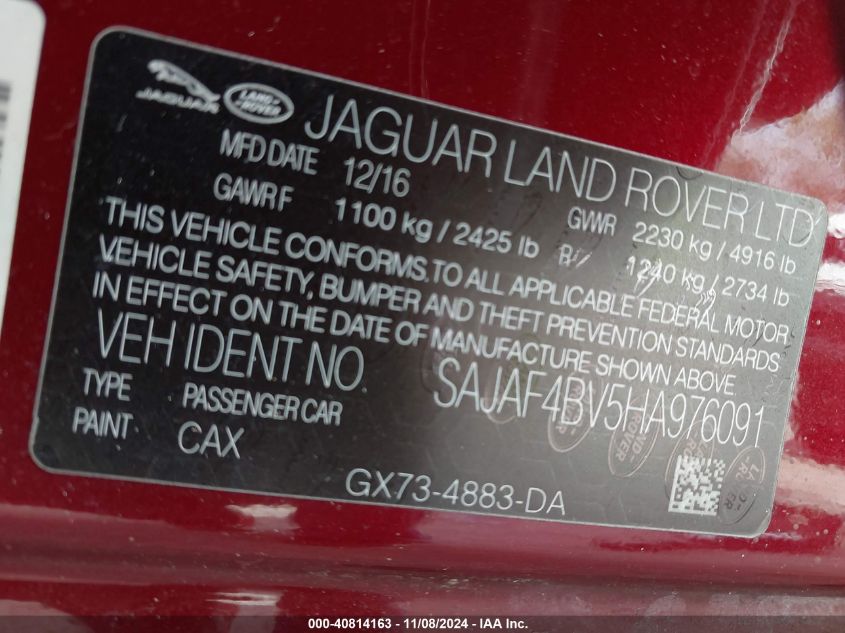 JAGUAR LAND ROVER JAGUAR LAND ROVER LTD
MFD DATE 12/16
GAWR F 1100 kg / 2425 lb GWR 2230 kg / 4916 lb
R 1240 kg / 2734 lb
THIS VEHICLE CONFORMS TO ALL APPLICABLE FEDERAL MOTOR
VEHICLE SAFETY, BUMPER AND THEFT PREVENTION STANDARDS
IN EFFECT ON THE DATE OF MANUFACTURE SHOWN ABOVE
VEH IDENT NO. SAJAF4BV5HA976091
TYPE PASSENGER CAR
PAINT CAX
GX73-4883-DA
000-40814163 - 11/08/2024 - IAA Inc.